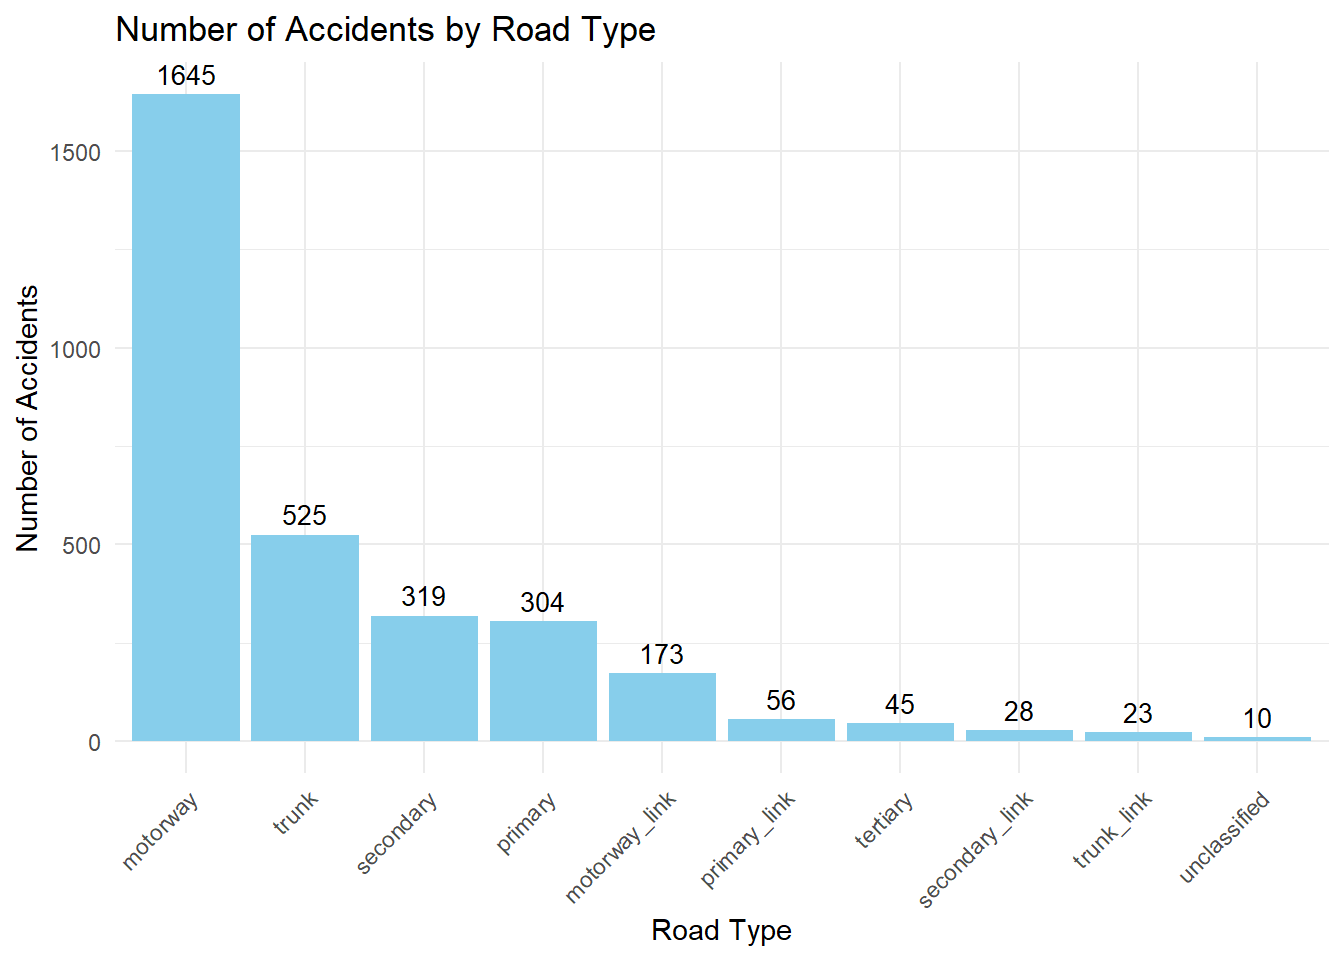 Number of Accidents by Road Type
Number of Accidents
1500
1000
500
0
1645
525
319
304
173
56
45
28
23
10
motorway
trunk
secondary
primary
motorway_link
primary_link
tertiary
secondary_link
trunk_link
unclassified
Road Type